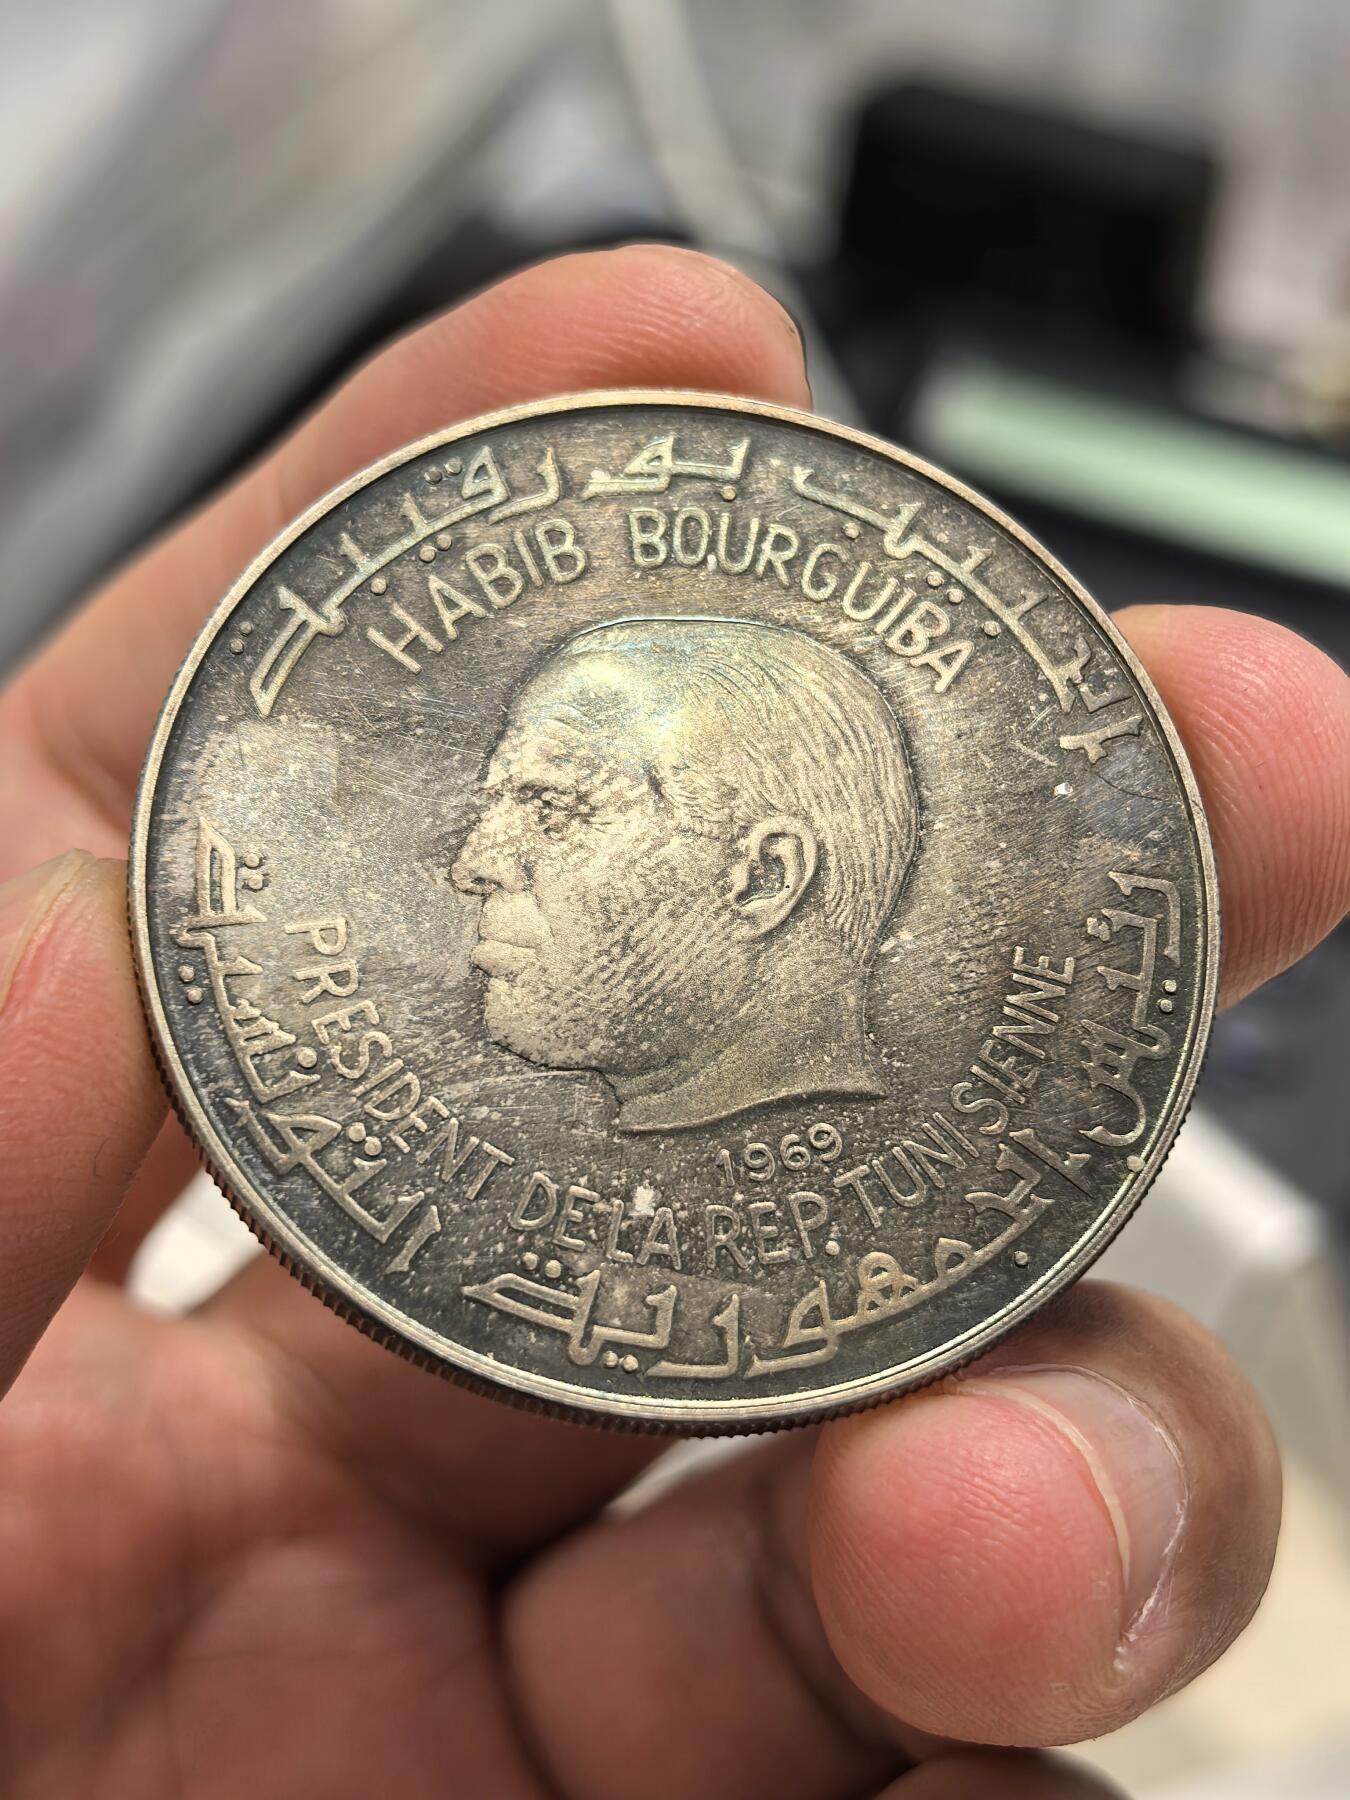 الحبيب بورقيبة
HABIB BOURGUIBA
1969
PRESIDENT DE LA REP. TUNISIENNE
رئيس الجمهورية التونسية